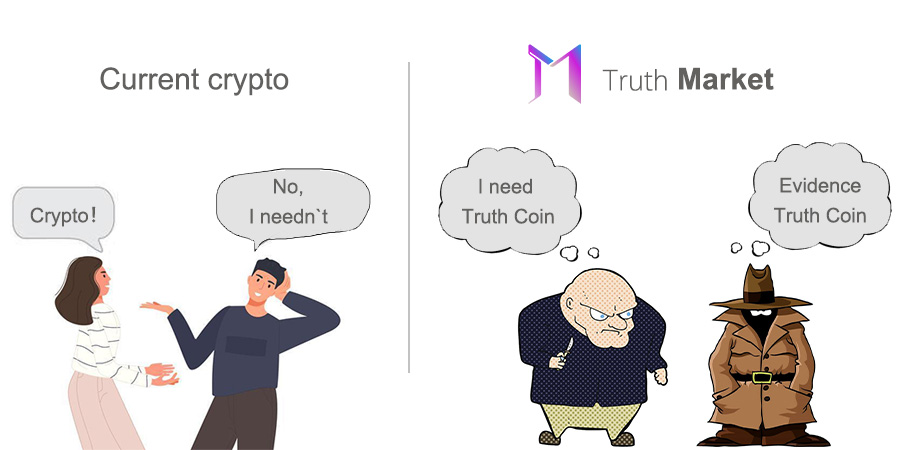 Current crypto
Truth Market
Crypto!
No,
I needn`t
I need
Truth Coin
Evidence
Truth Coin